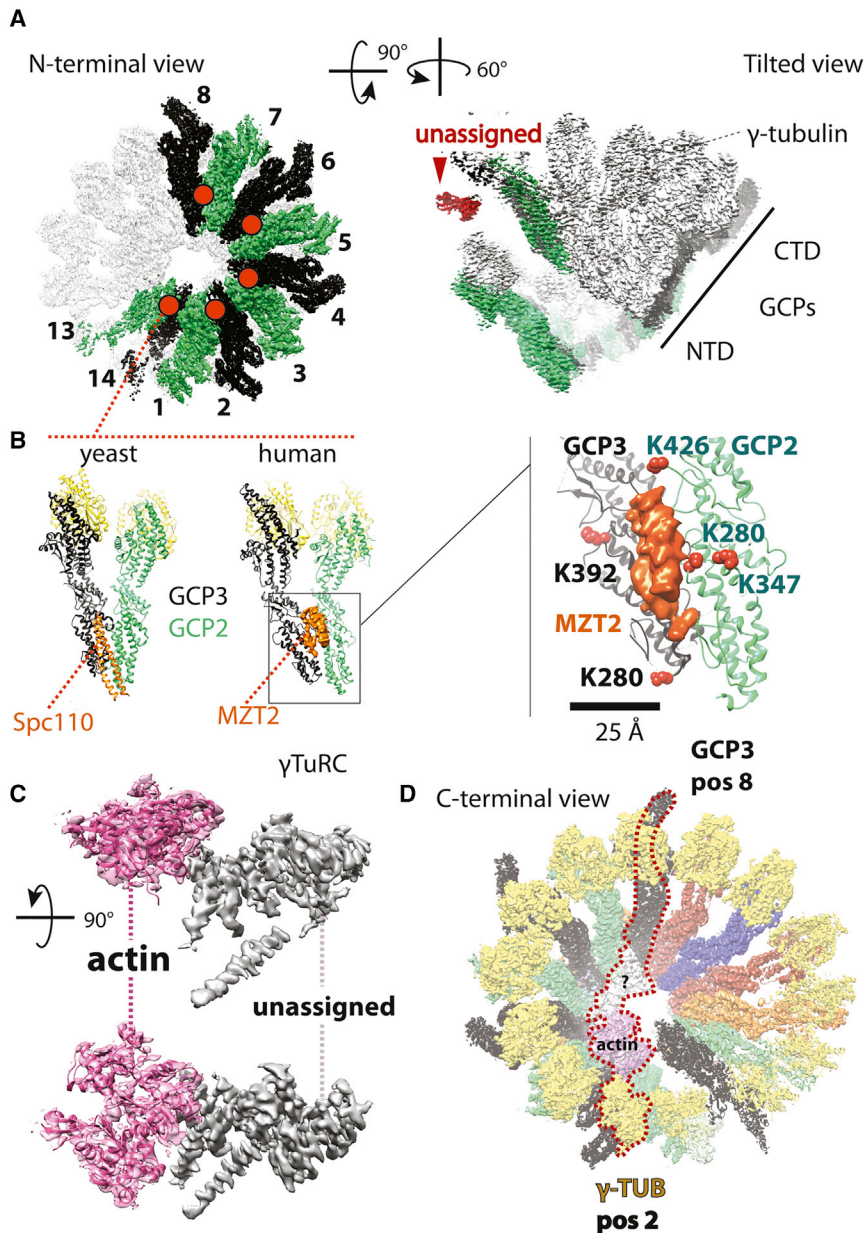 A
N-terminal view
90°
60°
Tilted view
8
7
6
5
4
3
2
1
14
13
unassigned
γ-tubulin
CTD
GCPs
NTD
B
yeast
human
GCP3
GCP2
Spc110
MZT2
GCP3
K426
GCP2
K280
K392
K347
MZT2
K280
25 Å
γTuRC
C
90°
actin
unassigned
D
C-terminal view
GCP3
pos 8
?
actin
γ-TUB
pos 2